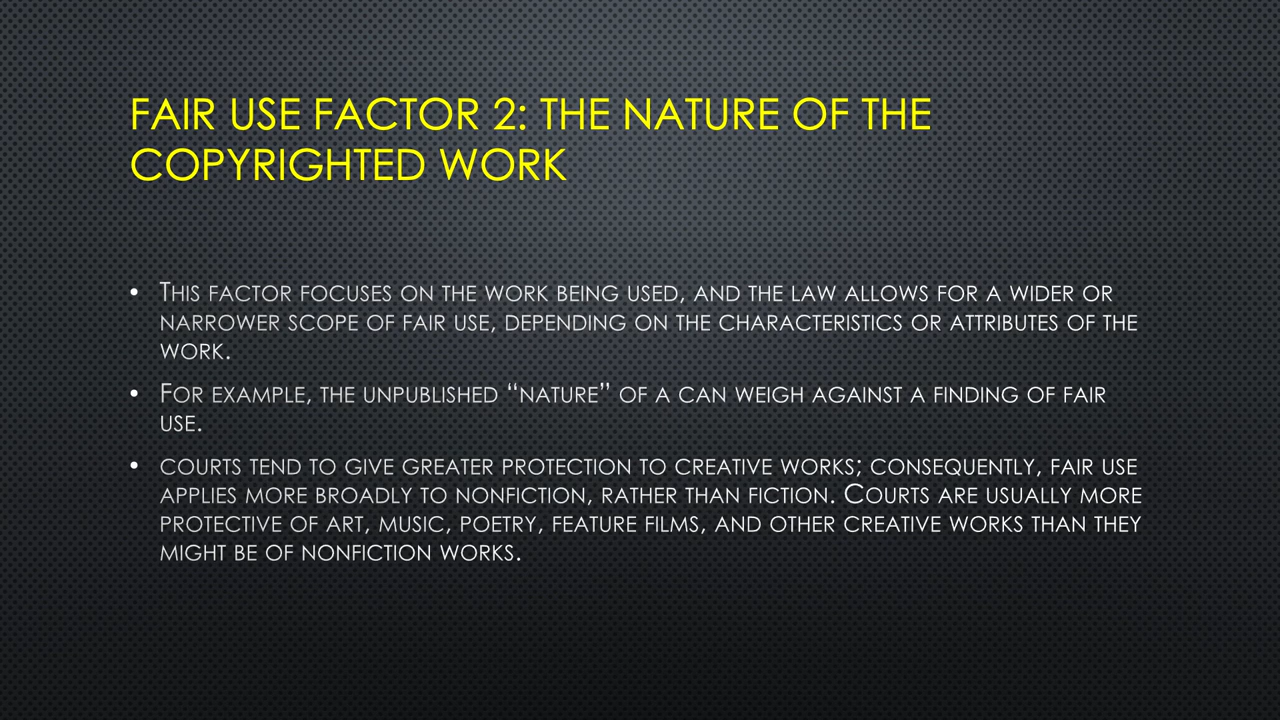 FAIR USE FACTOR 2: THE NATURE OF THE
COPYRIGHTED WORK
• This factor focuses on the work being used, and the law allows for a wider or
narrower scope of fair use, depending on the characteristics or attributes of the
work.
• For example, the unpublished “nature” of a can weigh against a finding of fair
use.
• courts tend to give greater protection to creative works; consequently, fair use
applies more broadly to nonfiction, rather than fiction. Courts are usually more
protective of art, music, poetry, feature films, and other creative works than they
might be of nonfiction works.